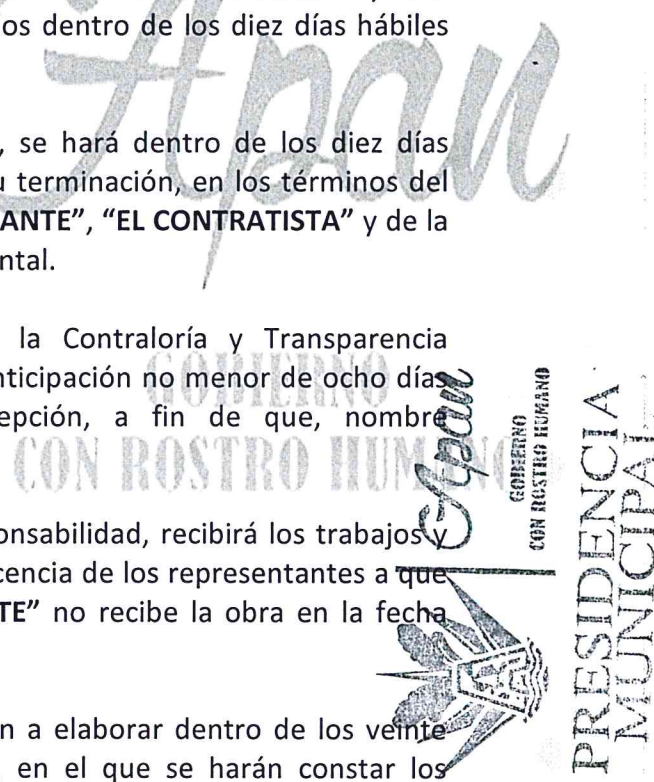 os dentro de los diez días hábiles
Apan
, se hará dentro de los diez días
u terminación, en los términos del
ANTE”, “EL CONTRATISTA” y de la
ntal.
la Contraloría y Transparencia
nticipación no menor de ocho días
epción, a fin de que, nombre
GOBIERNO
CON ROSTRO HUMANO
onsabilidad, recibirá los trabajos y
cencia de los representantes a que
TE” no recibe la obra en la fecha
n a elaborar dentro de los veinte
en el que se harán constar los
Apan
GOBIERNO
CON ROSTRO HUMANO
PRESIDENCIA
MUNICIPAL